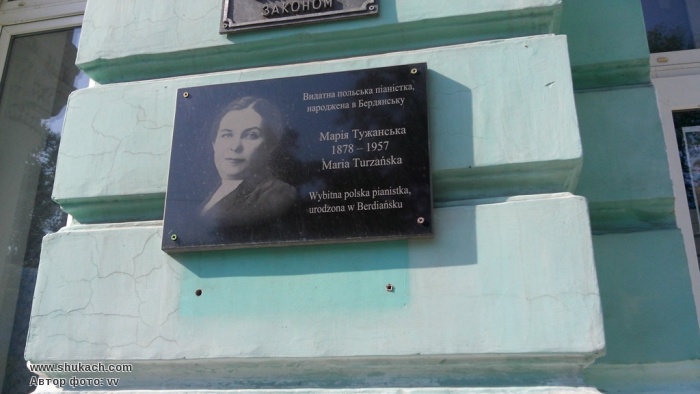 ЗАКОНОМ
Видатна польська піаністка,
народжена в Бердянську
Марія Тужанська
1878 – 1957
Maria Turzańska
Wybitna polska pianistka,
urodzona w Berdiańsku
www.shukach.com
Автор фото: vv